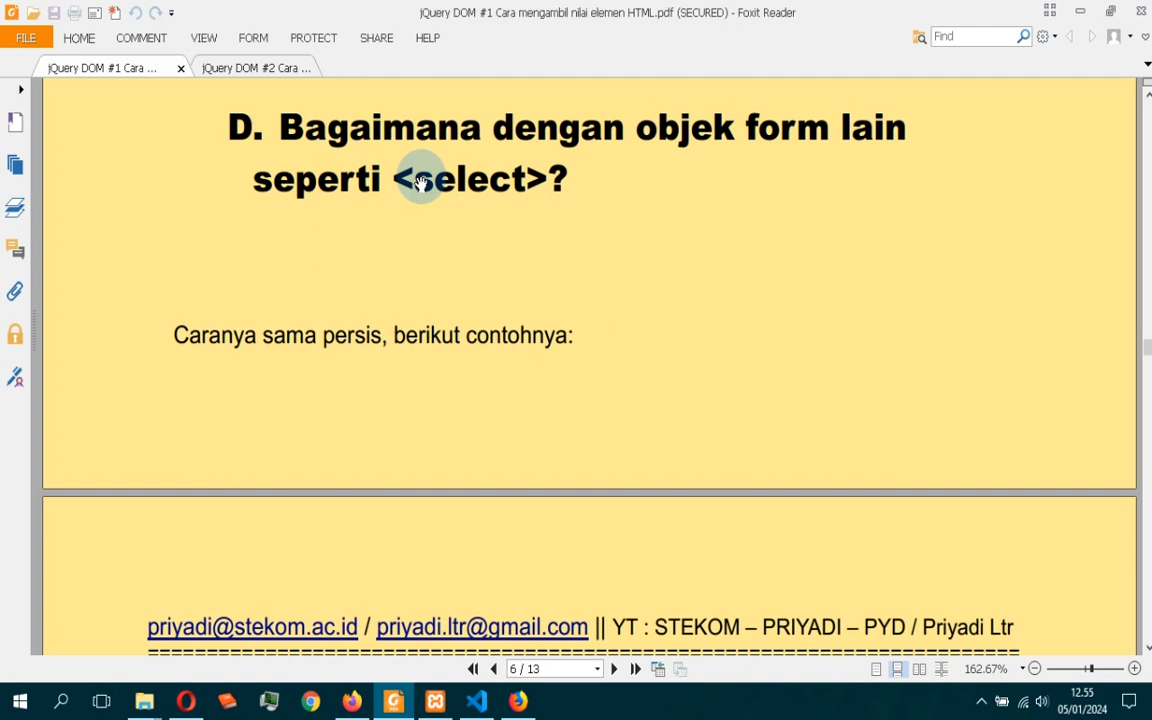 jQuery DOM #1 Cara mengambil nilai elemen HTML.pdf (SECURED) - Foxit Reader
FILE HOME COMMENT VIEW FORM PROTECT SHARE HELP
Find
jQuery DOM #1 Cara ...
jQuery DOM #2 Cara ...
D. Bagaimana dengan objek form lain
seperti <select>?
Caranya sama persis, berikut contohnya:
priyadi@stekom.ac.id / priyadi.ltr@gmail.com || YT : STEKOM – PRIYADI – PYD / Priyadi Ltr
====================================================================
6 / 13
162.67%
12.55
05/01/2024